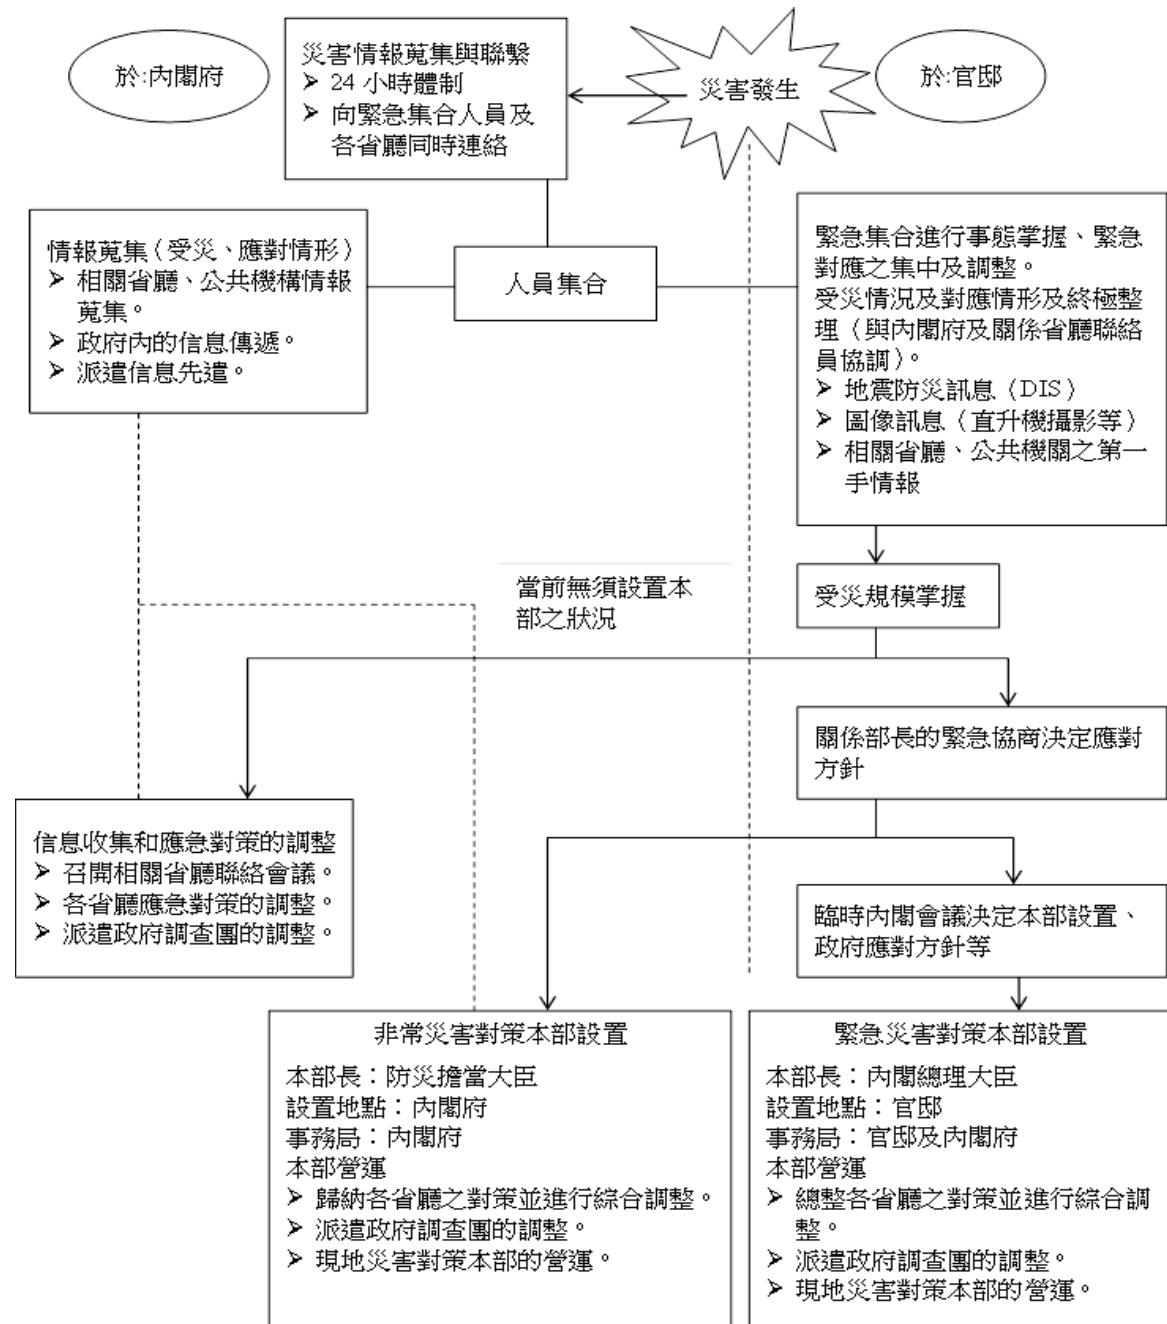 於:內閣府
災害情報蒐集與聯繫
➢ 24 小時體制
➢ 向緊急集合人員及
各省廳同時連絡
災害發生
於:官邸
情報蒐集（受災、應對情形）
➢ 相關省廳、公共機構情報
蒐集。
➢ 政府內的信息傳遞。
➢ 派遣信息先遣。
人員集合
緊急集合進行事態掌握、緊急
對應之集中及調整。
受災情況及對應情形及終極整
理（與內閣府及關係省廳聯絡
員協調）。
➢ 地震防災訊息（DIS）
➢ 圖像訊息（直升機攝影等）
➢ 相關省廳、公共機關之第一
手情報
當前無須設置本
部之狀況
受災規模掌握
關係部長的緊急協商決定應對
方針
信息收集和應急對策的調整
➢ 召開相關省廳聯絡會議。
➢ 各省廳應急對策的調整。
➢ 派遣政府調查團的調整。
臨時內閣會議決定本部設置、
政府應對方針等
非常災害對策本部設置
本部長：防災擔當大臣
設置地點：內閣府
事務局：內閣府
本部營運
➢ 歸納各省廳之對策並進行綜合調整。
➢ 派遣政府調查團的調整。
➢ 現地災害對策本部的營運。
緊急災害對策本部設置
本部長：內閣總理大臣
設置地點：官邸
事務局：官邸及內閣府
本部營運
➢ 總整各省廳之對策並進行綜合調
整。
➢ 派遣政府調查團的調整。
➢ 現地災害對策本部的營運。